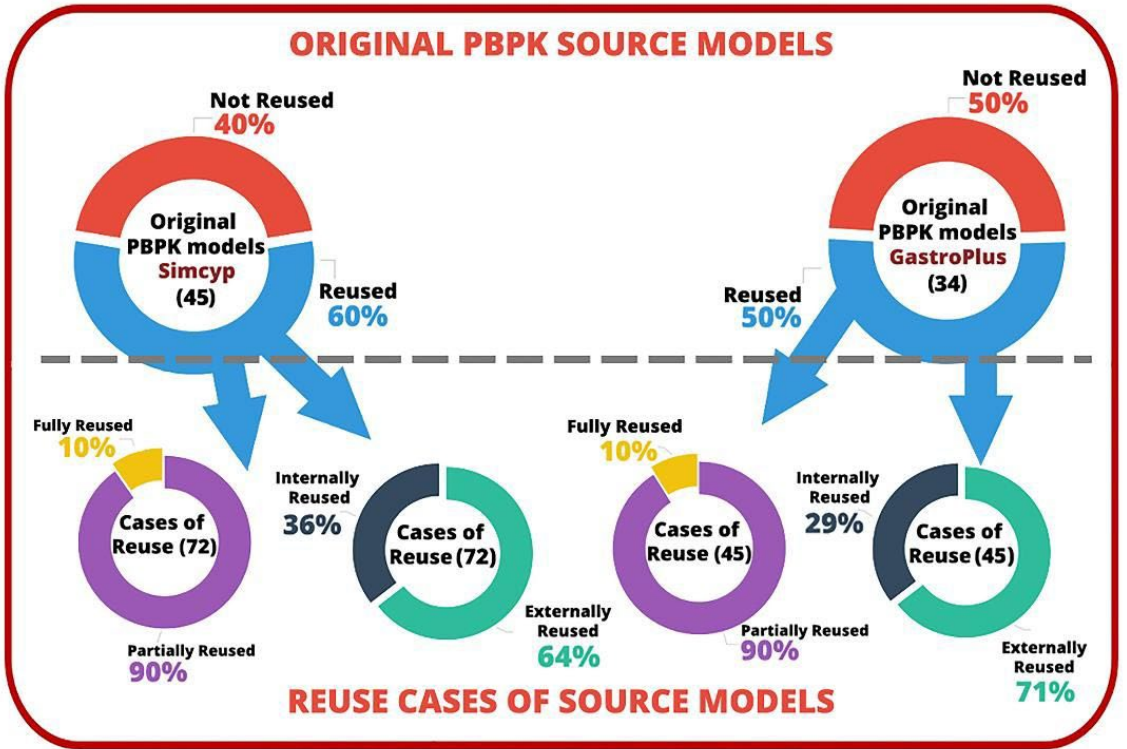 ORIGINAL PBPK SOURCE MODELS
Not Reused
40%
Original
PBPK models
Simcyp
(45)
Reused
60%
Not Reused
50%
Original
PBPK models
GastroPlus
(34)
Reused
50%
Fully Reused
10%
Cases of
Reuse (72)
Partially Reused
90%
Internally
Reused
36%
Cases of
Reuse (72)
Externally
Reused
64%
Fully Reused
10%
Cases of
Reuse (45)
Partially Reused
90%
Internally
Reused
29%
Cases of
Reuse (45)
Externally
Reused
71%
REUSE CASES OF SOURCE MODELS